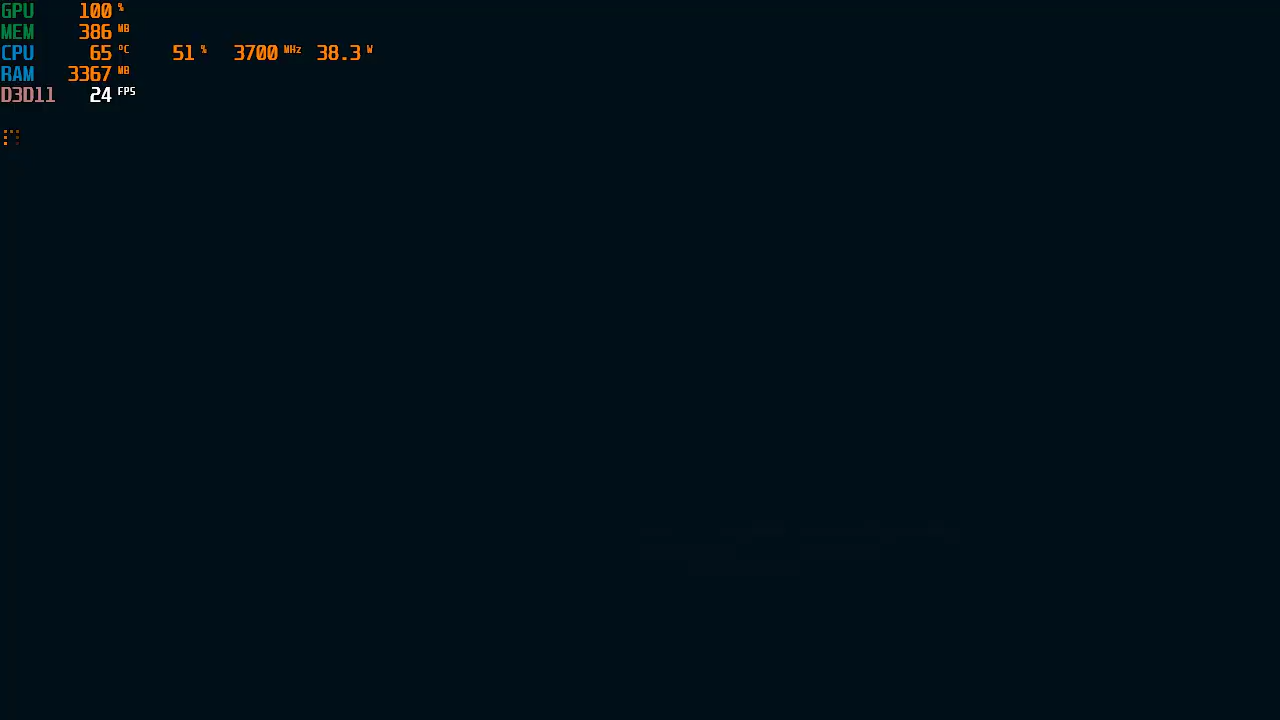 GPU 100 %
MEM 386 MB
CPU 65 °C 51 % 3700 MHz 38.3 W
RAM 3367 MB
D3D11 24 FPS